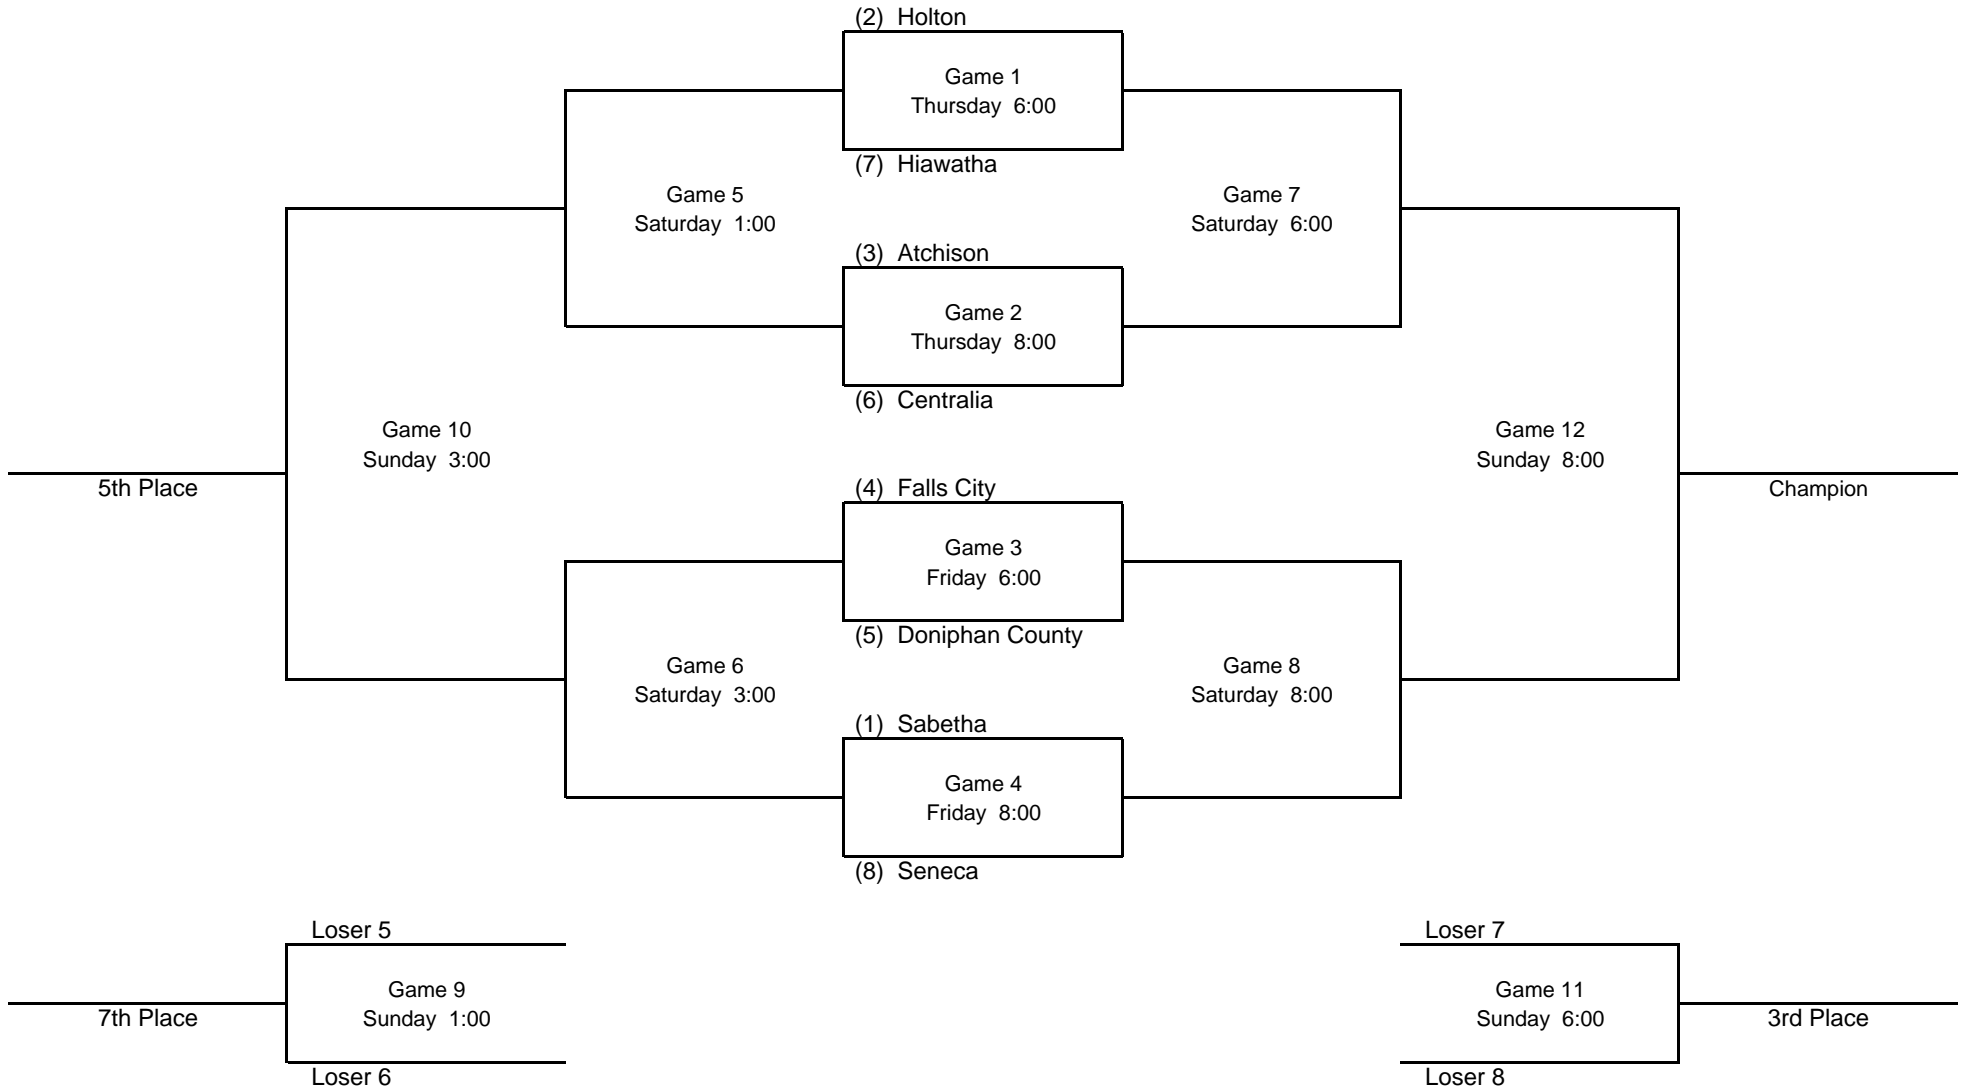 (2) Holton
Game 1
Thursday 6:00
(7) Hiawatha
Game 5
Saturday 1:00
Game 7
Saturday 6:00
(3) Atchison
Game 2
Thursday 8:00
(6) Centralia
Game 10
Sunday 3:00
Game 12
Sunday 8:00
5th Place
Champion
(4) Falls City
Game 3
Friday 6:00
(5) Doniphan County
Game 6
Saturday 3:00
Game 8
Saturday 8:00
(1) Sabetha
Game 4
Friday 8:00
(8) Seneca
Loser 5
Game 9
Sunday 1:00
7th Place
Loser 6
Loser 7
Game 11
Sunday 6:00
3rd Place
Loser 8